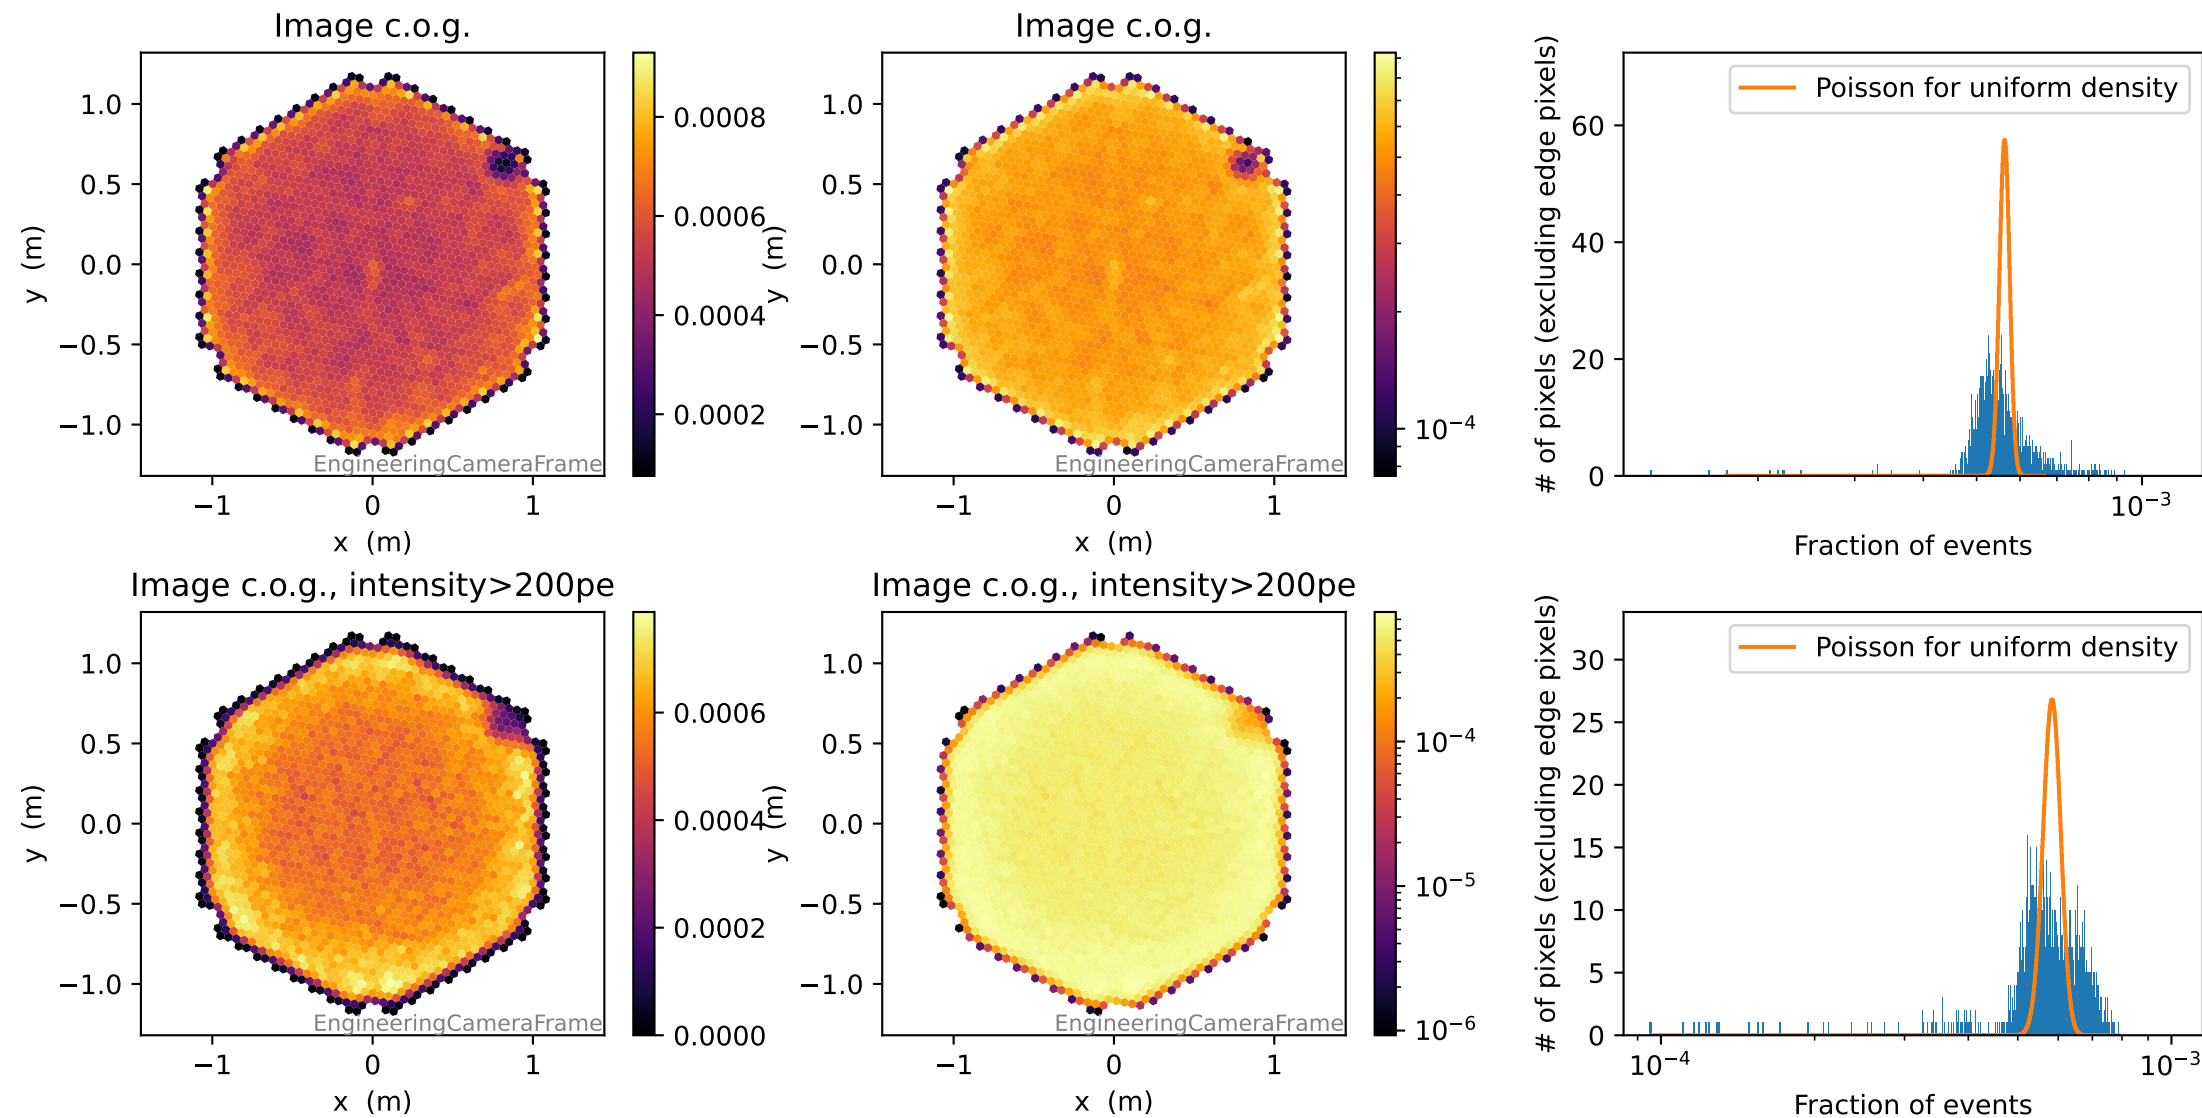 Image c.o.g.
1.0
0.5
0.0
−0.5
−1.0
y (m)
−1
0
1
x (m)
EngineeringCameraFrame
0.0008
0.0006
0.0004
0.0002
Image c.o.g.
1.0
0.5
0.0
−0.5
−1.0
y (m)
−1
0
1
x (m)
EngineeringCameraFrame
10−4
# of pixels (excluding edge pixels)
60
40
20
0
Poisson for uniform density
10−3
Fraction of events
Image c.o.g., intensity>200pe
1.0
0.5
0.0
−0.5
−1.0
y (m)
−1
0
1
x (m)
EngineeringCameraFrame
0.0006
0.0004
0.0002
0.0000
Image c.o.g., intensity>200pe
1.0
0.5
0.0
−0.5
−1.0
y (m)
−1
0
1
x (m)
EngineeringCameraFrame
10−4
10−5
10−6
# of pixels (excluding edge pixels)
30
25
20
15
10
5
0
Poisson for uniform density
10−4
10−3
Fraction of events